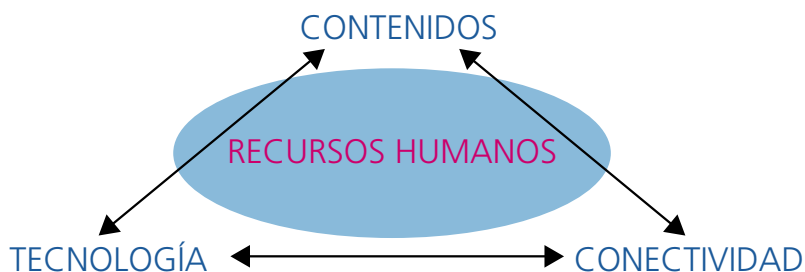 CONTENIDOS
RECURSOS HUMANOS
TECNOLOGÍA
CONECTIVIDAD